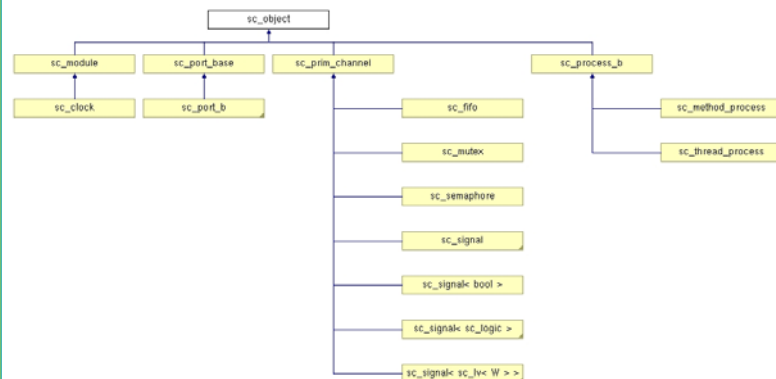 sc_object
sc_module sc_port_base sc_prim_channel sc_process_b
sc_clock sc_port_b sc_fifo sc_method_process
sc_mutex sc_thread_process
sc_semaphore
sc_signal
sc_signal< bool >
sc_signal< sc_logic >
sc_signal< sc_lv< W > >